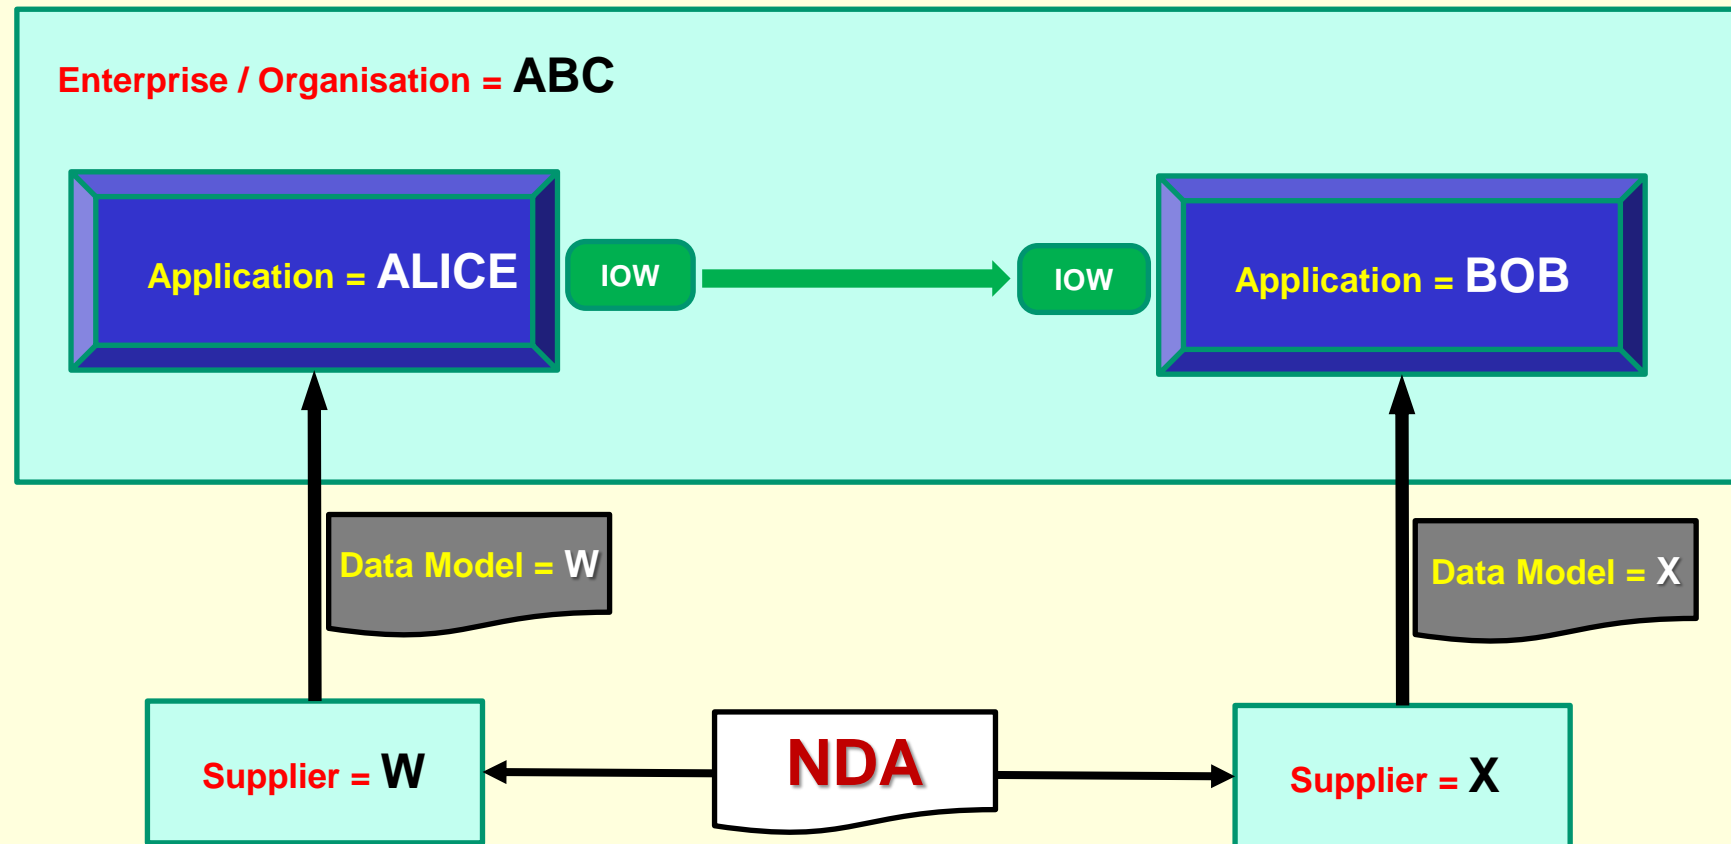 Enterprise / Organisation = ABC
Application = ALICE
IOW
IOW
Application = BOB
Data Model = W
Data Model = X
Supplier = W
NDA
Supplier = X